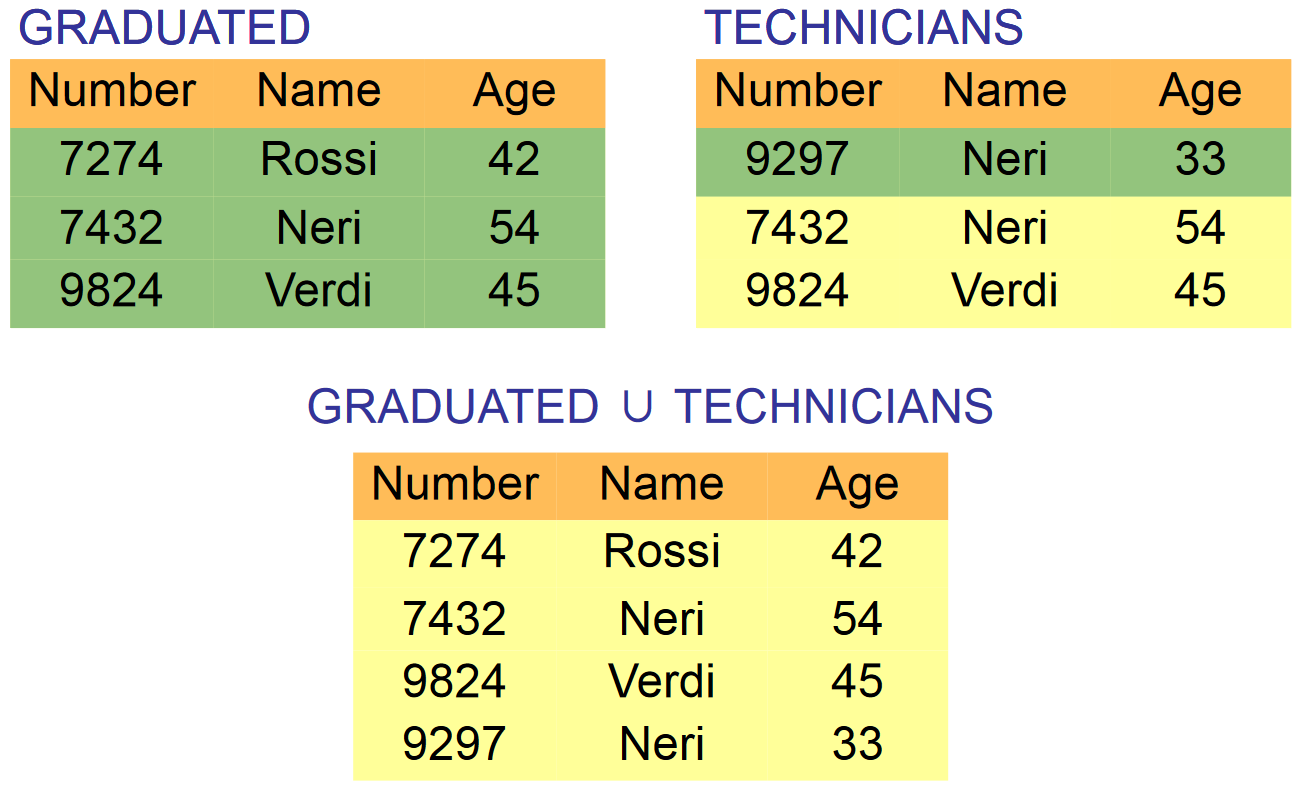 GRADUATED
Number Name Age
7274 Rossi 42
7432 Neri 54
9824 Verdi 45
TECHNICIANS
Number Name Age
9297 Neri 33
7432 Neri 54
9824 Verdi 45
GRADUATED ∪ TECHNICIANS
Number Name Age
7274 Rossi 42
7432 Neri 54
9824 Verdi 45
9297 Neri 33